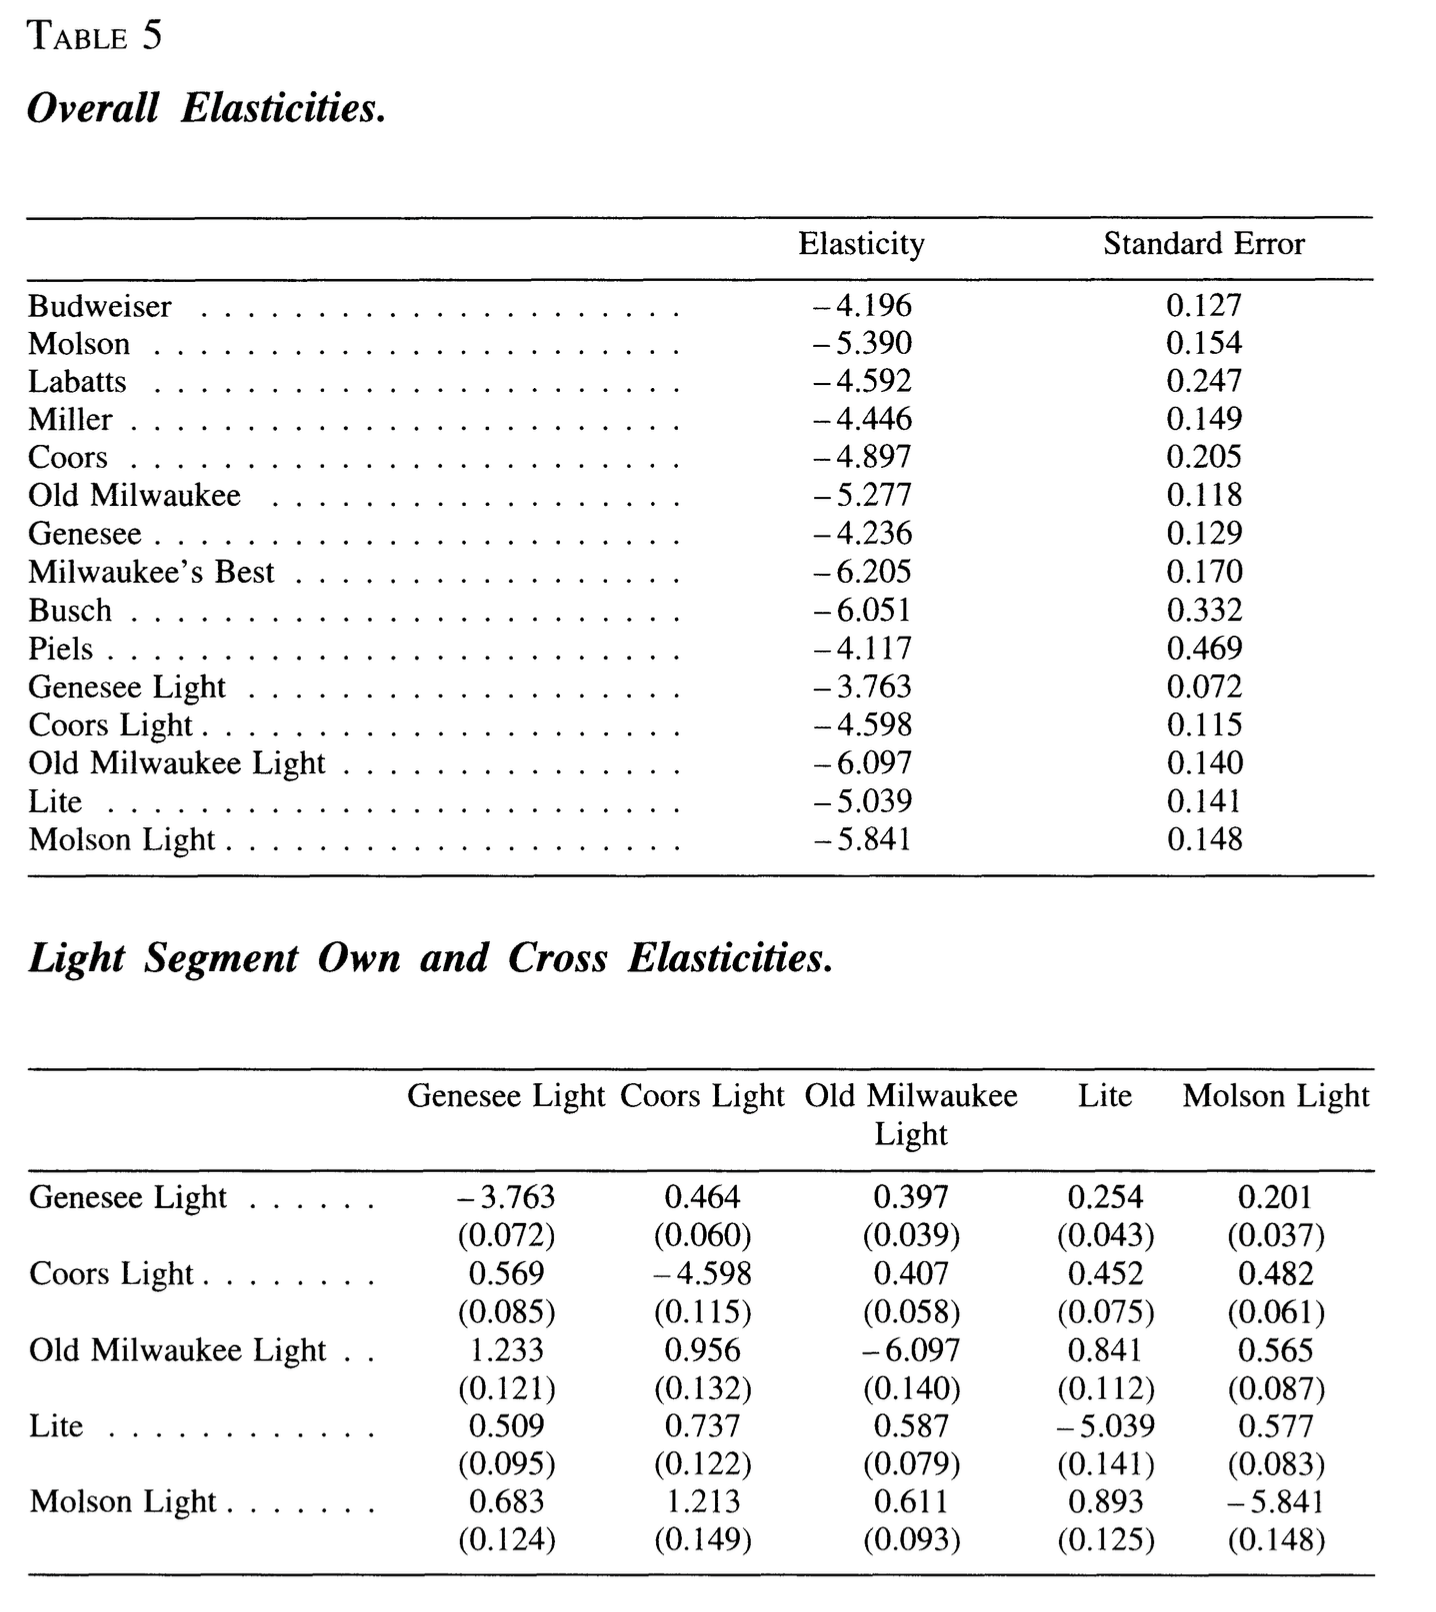 TABLE 5
Overall Elasticities.
Elasticity Standard Error
Budweiser . . . . . . . . . . . . . . . . . . . . . −4.196 0.127
Molson . . . . . . . . . . . . . . . . . . . . . . . −5.390 0.154
Labatts . . . . . . . . . . . . . . . . . . . . . . . −4.592 0.247
Miller . . . . . . . . . . . . . . . . . . . . . . . . −4.446 0.149
Coors . . . . . . . . . . . . . . . . . . . . . . . . −4.897 0.205
Old Milwaukee . . . . . . . . . . . . . . . . . . −5.277 0.118
Genesee . . . . . . . . . . . . . . . . . . . . . . . −4.236 0.129
Milwaukee's Best . . . . . . . . . . . . . . . . . −6.205 0.170
Busch . . . . . . . . . . . . . . . . . . . . . . . . −6.051 0.332
Piels . . . . . . . . . . . . . . . . . . . . . . . . . −4.117 0.469
Genesee Light . . . . . . . . . . . . . . . . . . . −3.763 0.072
Coors Light . . . . . . . . . . . . . . . . . . . . . −4.598 0.115
Old Milwaukee Light . . . . . . . . . . . . . . . −6.097 0.140
Lite . . . . . . . . . . . . . . . . . . . . . . . . . −5.039 0.141
Molson Light . . . . . . . . . . . . . . . . . . . . −5.841 0.148
Light Segment Own and Cross Elasticities.
Genesee Light Coors Light Old Milwaukee Lite Molson Light
Light
Genesee Light . . . . . . −3.763 0.464 0.397 0.254 0.201
(0.072) (0.060) (0.039) (0.043) (0.037)
Coors Light . . . . . . . . 0.569 −4.598 0.407 0.452 0.482
(0.085) (0.115) (0.058) (0.075) (0.061)
Old Milwaukee Light . . 1.233 0.956 −6.097 0.841 0.565
(0.121) (0.132) (0.140) (0.112) (0.087)
Lite . . . . . . . . . . . . 0.509 0.737 0.587 −5.039 0.577
(0.095) (0.122) (0.079) (0.141) (0.083)
Molson Light . . . . . . . 0.683 1.213 0.611 0.893 −5.841
(0.124) (0.149) (0.093) (0.125) (0.148)